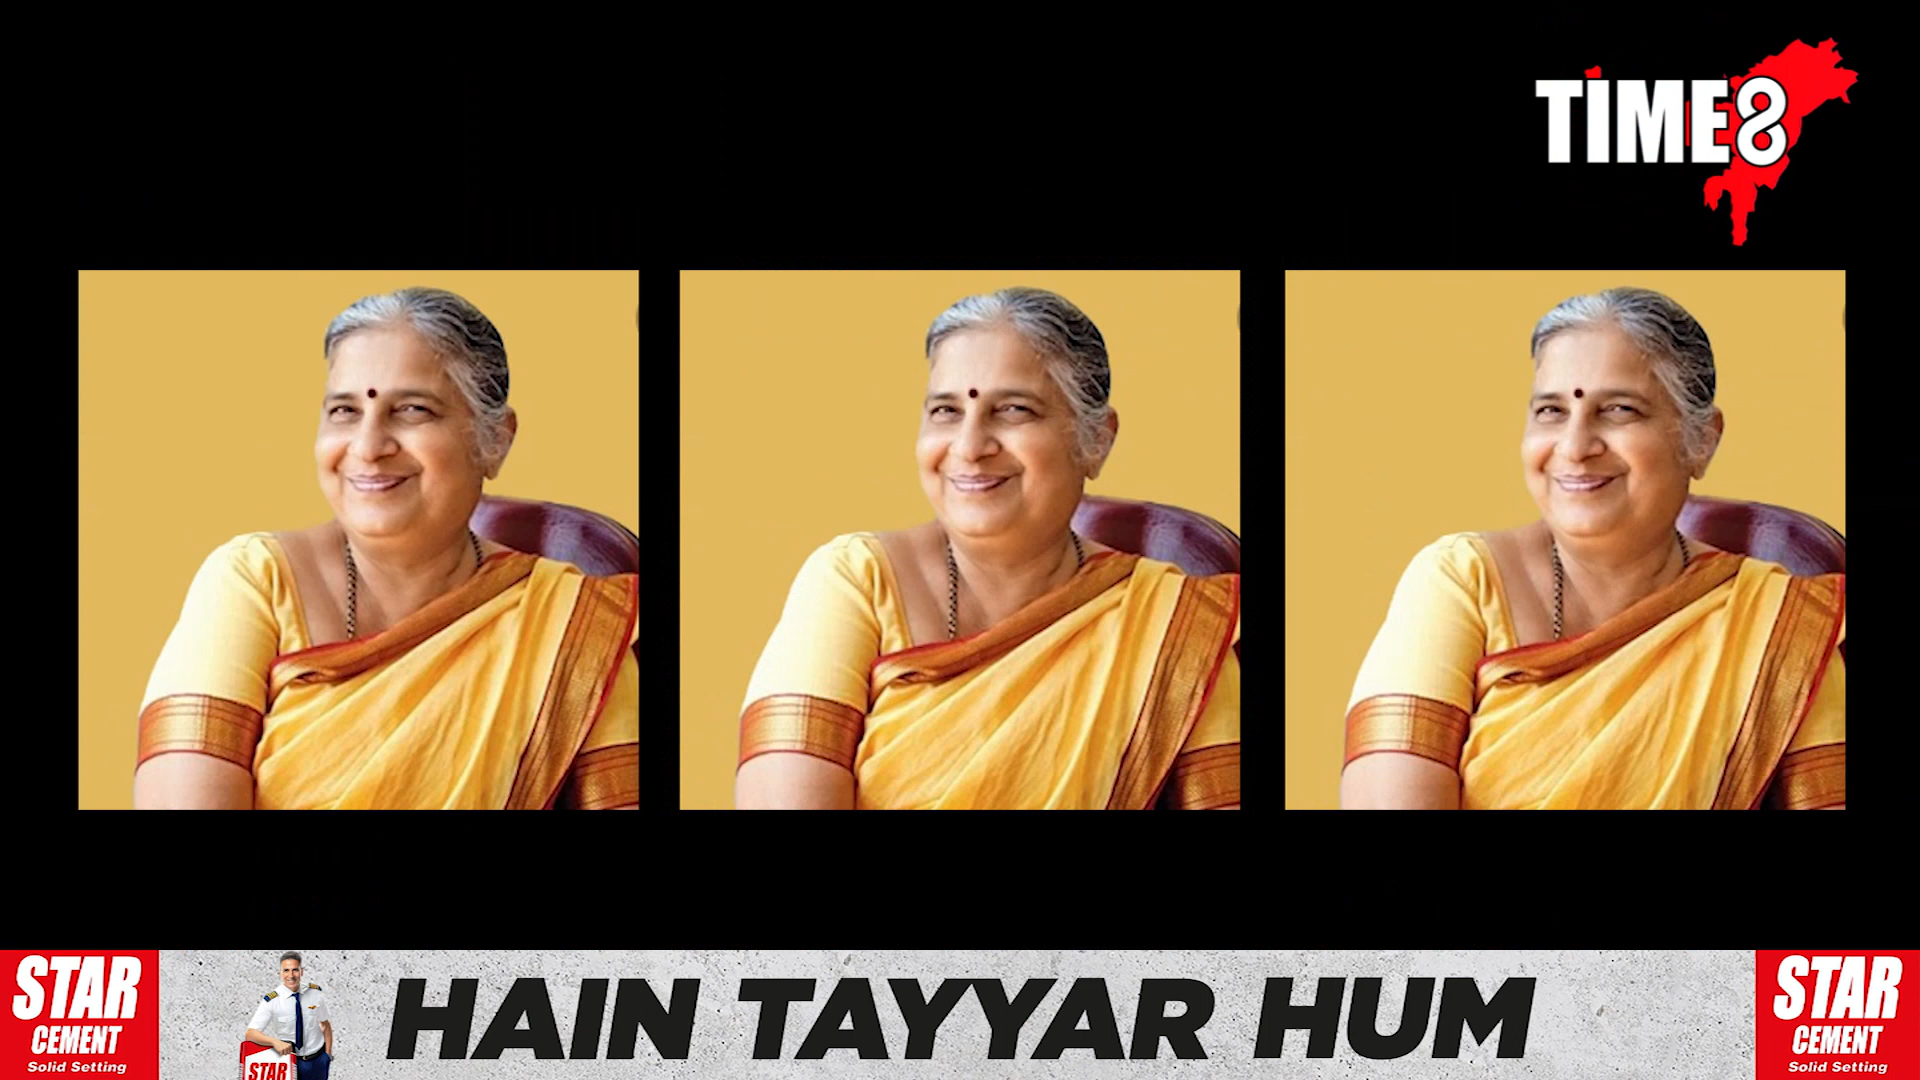 TIME8
HAIN TAYYAR HUM
STAR
CEMENT
Solid Setting
STAR
STAR
CEMENT
Solid Setting